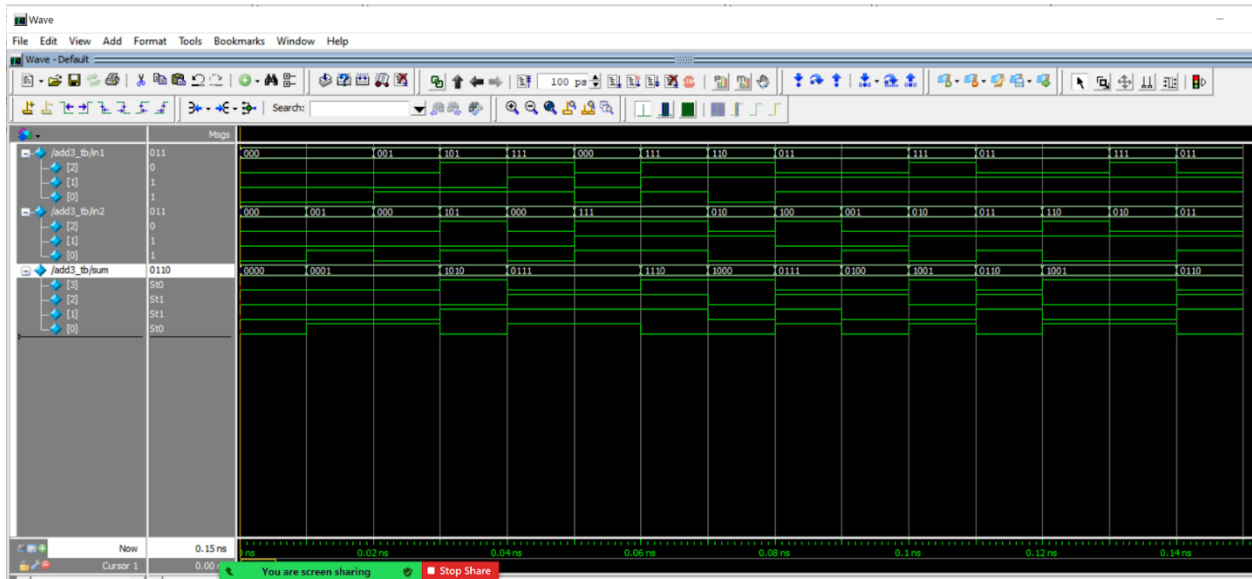 Wave
File Edit View Add Format Tools Bookmarks Window Help
Wave - Default
100 ps
Search:
Msgs
/add3_tb/in1 011 000 001 101 111 000 111 110 011 111 011 111 011
[2] 0
[1] 1
[0] 1
/add3_tb/in2 011 000 001 000 101 000 111 010 100 001 010 011 110 010 011
[2] 0
[1] 1
[0] 1
/add3_tb/sum 0110 0000 0001 1010 0111 1110 1000 0111 0100 1001 0110 1001 0110
[3] St0
[2] St1
[1] St1
[0] St0
Now 0.15 ns ns 0.02 ns 0.04 ns 0.06 ns 0.08 ns 0.1 ns 0.12 ns 0.14 ns
Cursor 1 0.00
You are screen sharing Stop Share